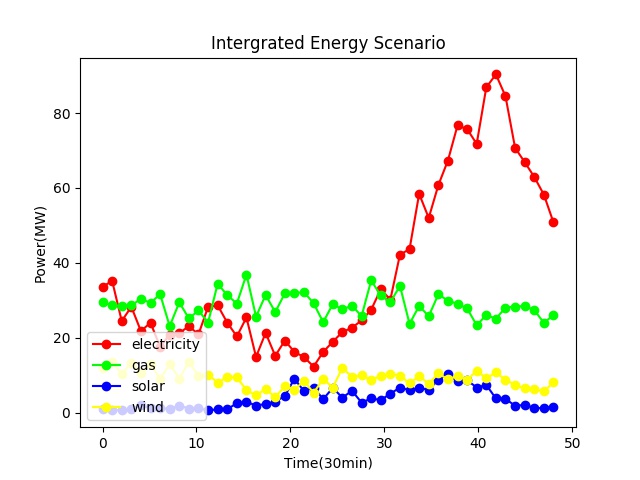 Intergrated Energy Scenario
Power(MW)
80
60
40
20
0
electricity
gas
solar
wind
0 10 20 30 40 50
Time(30min)